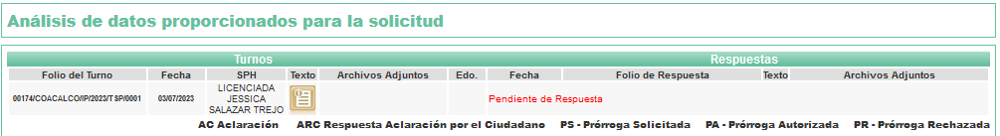 Análisis de datos proporcionados para la solicitud
Turnos Respuestas
Folio del Turno Fecha SPH Texto Archivos Adjuntos Edo. Fecha Folio de Respuesta Texto Archivos Adjuntos
00174/COACALCO/IP/2023/TSP/0001 03/07/2023 LICENCIADA JESSICA SALAZAR TREJO Pendiente de Respuesta
AC Aclaración ARC Respuesta Aclaración por el Ciudadano PS - Prórroga Solicitada PA - Prórroga Autorizada PR - Prórroga Rechazada